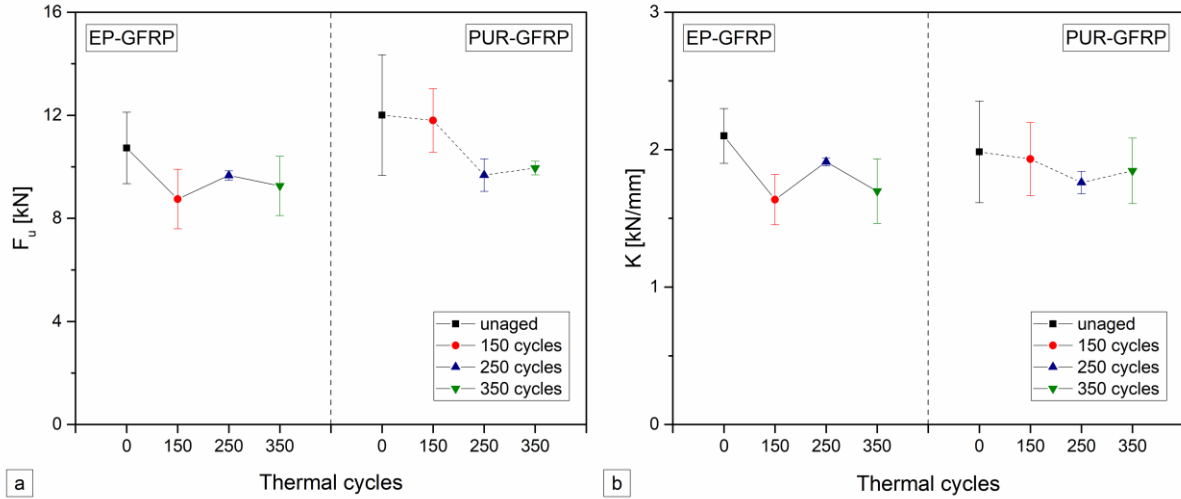 16
12
8
4
0
F_u [kN]
EP-GFRP
PUR-GFRP
unaged
150 cycles
250 cycles
350 cycles
0 150 250 350 0 150 250 350
Thermal cycles
a
3
2
1
0
K [kN/mm]
EP-GFRP
PUR-GFRP
unaged
150 cycles
250 cycles
350 cycles
0 150 250 350 0 150 250 350
Thermal cycles
b